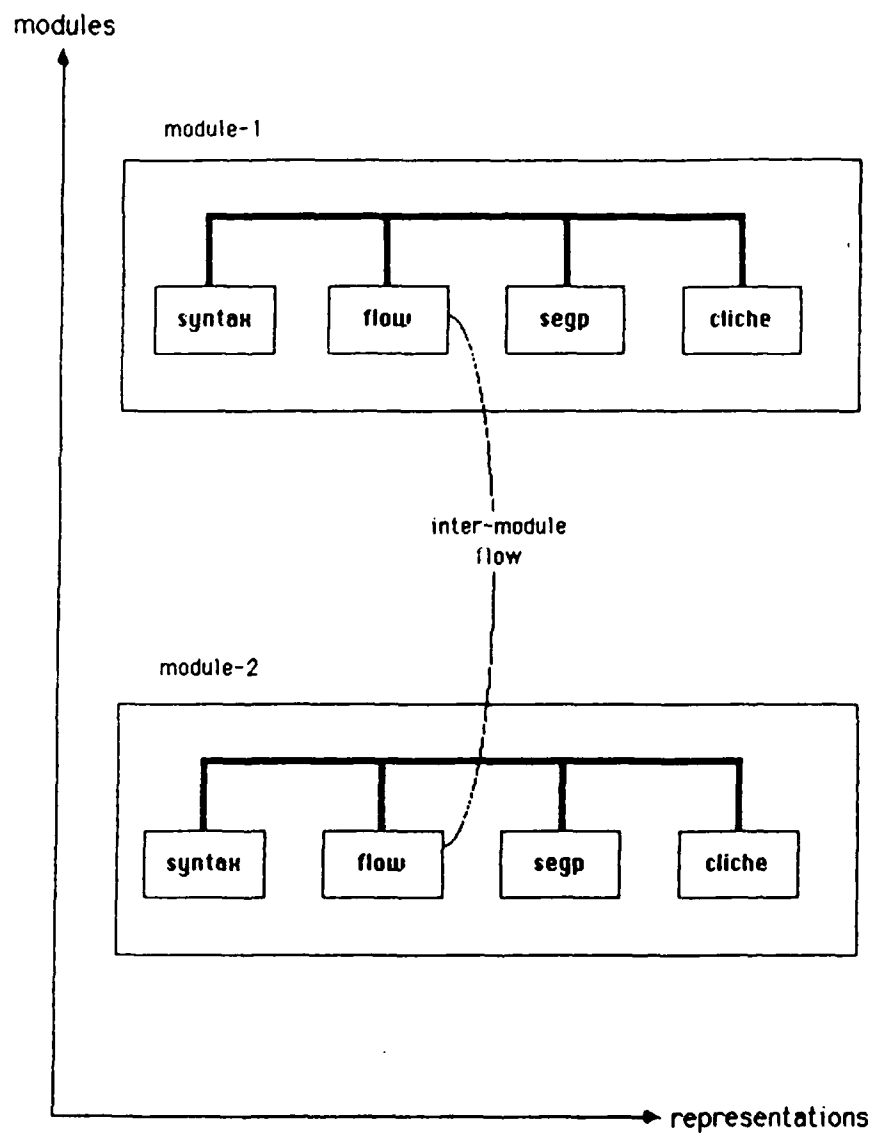 modules
module-1
syntax flow segp cliche
inter-module
flow
module-2
syntax flow segp cliche
representations